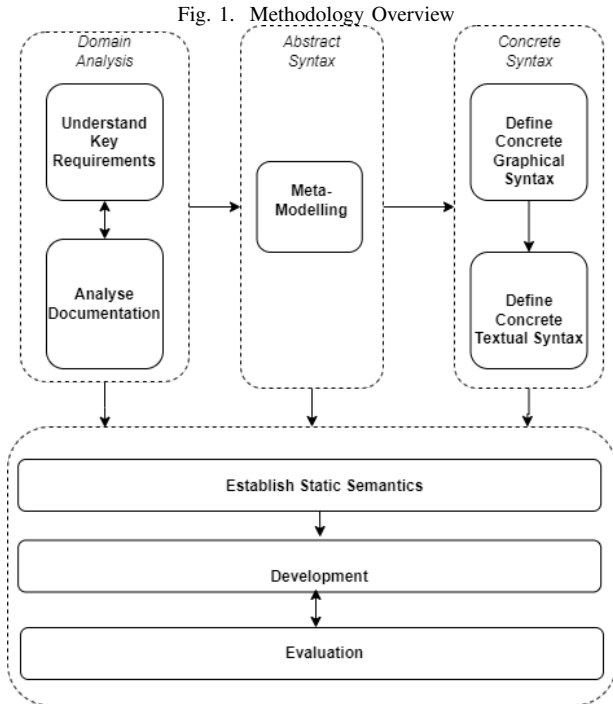 Fig. 1. Methodology Overview
Domain
Analysis
Understand
Key
Requirements
Analyse
Documentation
Abstract
Syntax
Meta-
Modelling
Concrete
Syntax
Define
Concrete
Graphical
Syntax
Define
Concrete
Textual Syntax
Establish Static Semantics
Development
Evaluation